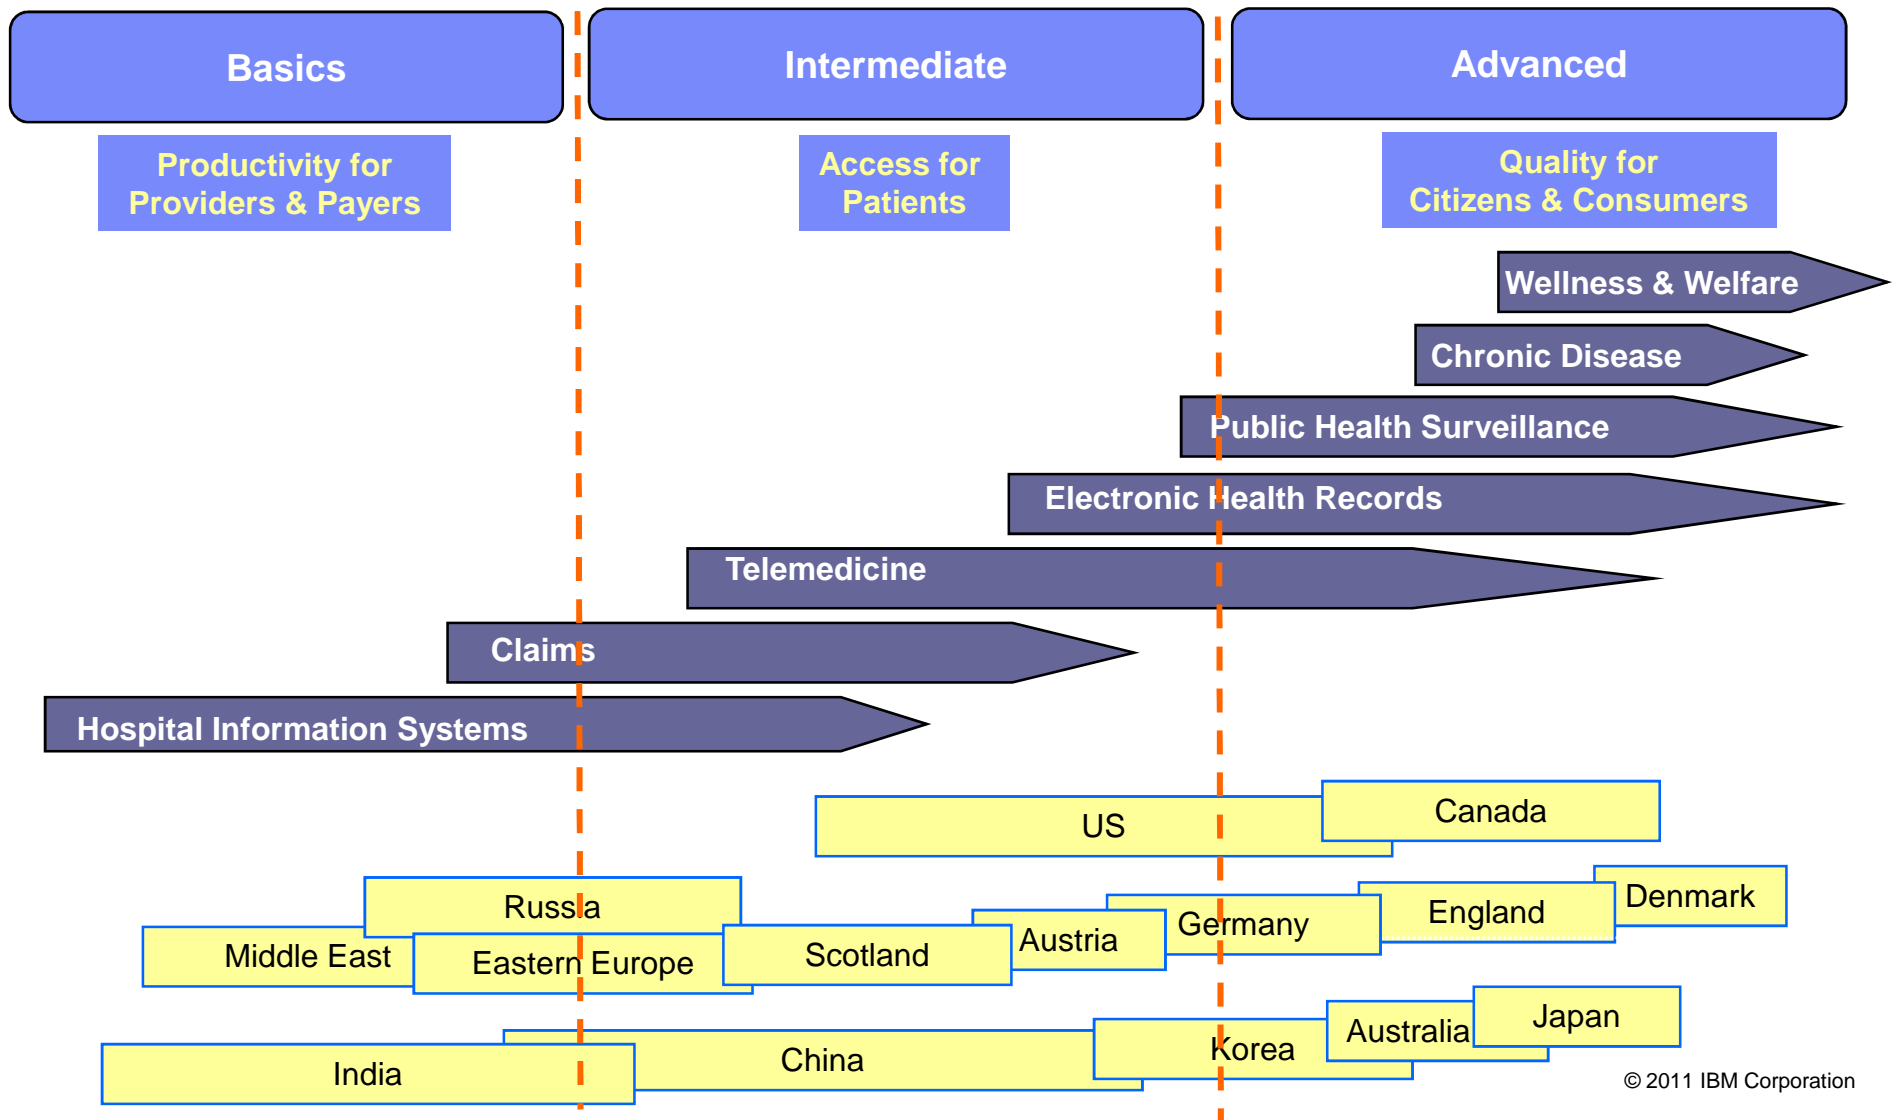 Basics
Intermediate
Advanced
Productivity for
Providers & Payers
Access for
Patients
Quality for
Citizens & Consumers
Wellness & Welfare
Chronic Disease
Public Health Surveillance
Electronic Health Records
Telemedicine
Claims
Hospital Information Systems
US
Canada
Russia
Middle East
Eastern Europe
Scotland
Austria
Germany
England
Denmark
India
China
Korea
Australia
Japan
© 2011 IBM Corporation